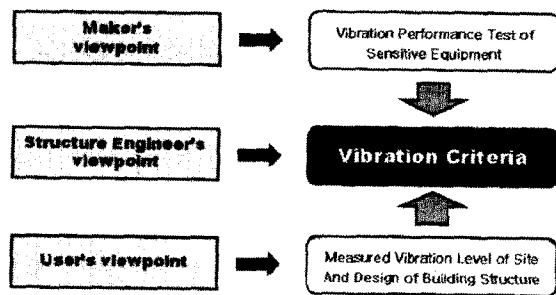 Maker's
viewpoint
Vibration Performance Test of
Sensitive Equipment
Structure Engineer's
viewpoint
Vibration Criteria
User's viewpoint
Measured Vibration Level of Site
And Design of Building Structure